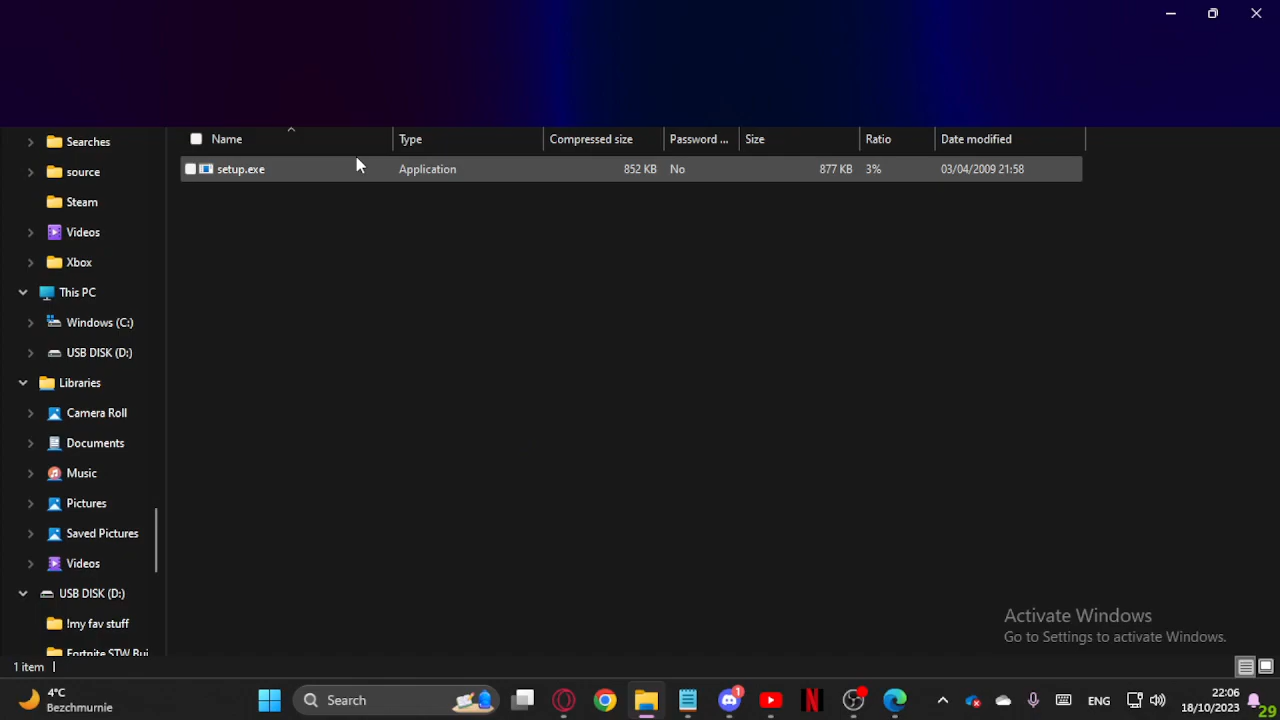 Name Type Compressed size Password ... Size Ratio Date modified
setup.exe Application 852 KB No 877 KB 3% 03/04/2009 21:58
Searches
source
Steam
Videos
Xbox
This PC
Windows (C:)
USB DISK (D:)
Libraries
Camera Roll
Documents
Music
Pictures
Saved Pictures
Videos
USB DISK (D:)
!my fav stuff
Fortnite STW Bui
Activate Windows
Go to Settings to activate Windows.
1 item
4°C
Bezchmurnie
Search
1
ENG
22:06
18/10/2023
29